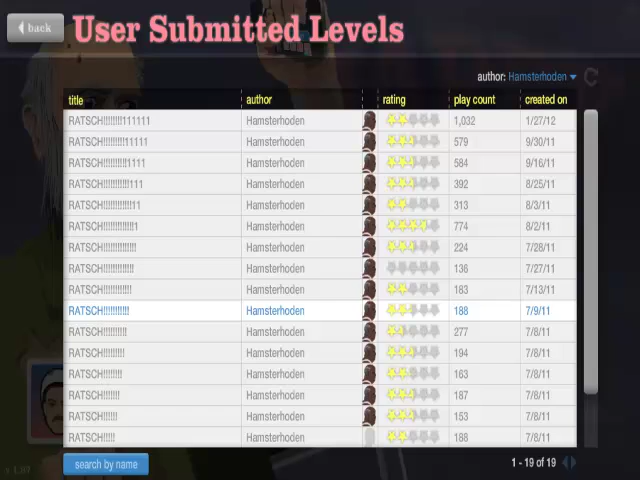 back
User Submitted Levels
author: Hamsterhoden
title author rating play count created on
RATSCH!!!!!!!!!111111 Hamsterhoden 1,032 1/27/12
RATSCH!!!!!!!!!11111 Hamsterhoden 579 9/30/11
RATSCH!!!!!!!!!!1111 Hamsterhoden 584 9/16/11
RATSCH!!!!!!!!!!!111 Hamsterhoden 392 8/25/11
RATSCH!!!!!!!!!!!!11 Hamsterhoden 313 8/3/11
RATSCH!!!!!!!!!!!!!1 Hamsterhoden 774 8/2/11
RATSCH!!!!!!!!!!!!!! Hamsterhoden 224 7/28/11
RATSCH!!!!!!!!!!!!! Hamsterhoden 136 7/27/11
RATSCH!!!!!!!!!!!! Hamsterhoden 183 7/13/11
RATSCH!!!!!!!!!!! Hamsterhoden 188 7/9/11
RATSCH!!!!!!!!!! Hamsterhoden 277 7/8/11
RATSCH!!!!!!!!! Hamsterhoden 194 7/8/11
RATSCH!!!!!!!! Hamsterhoden 163 7/8/11
RATSCH!!!!!!! Hamsterhoden 187 7/8/11
RATSCH!!!!!! Hamsterhoden 153 7/8/11
RATSCH!!!!! Hamsterhoden 188 7/8/11
search by name
1 - 19 of 19